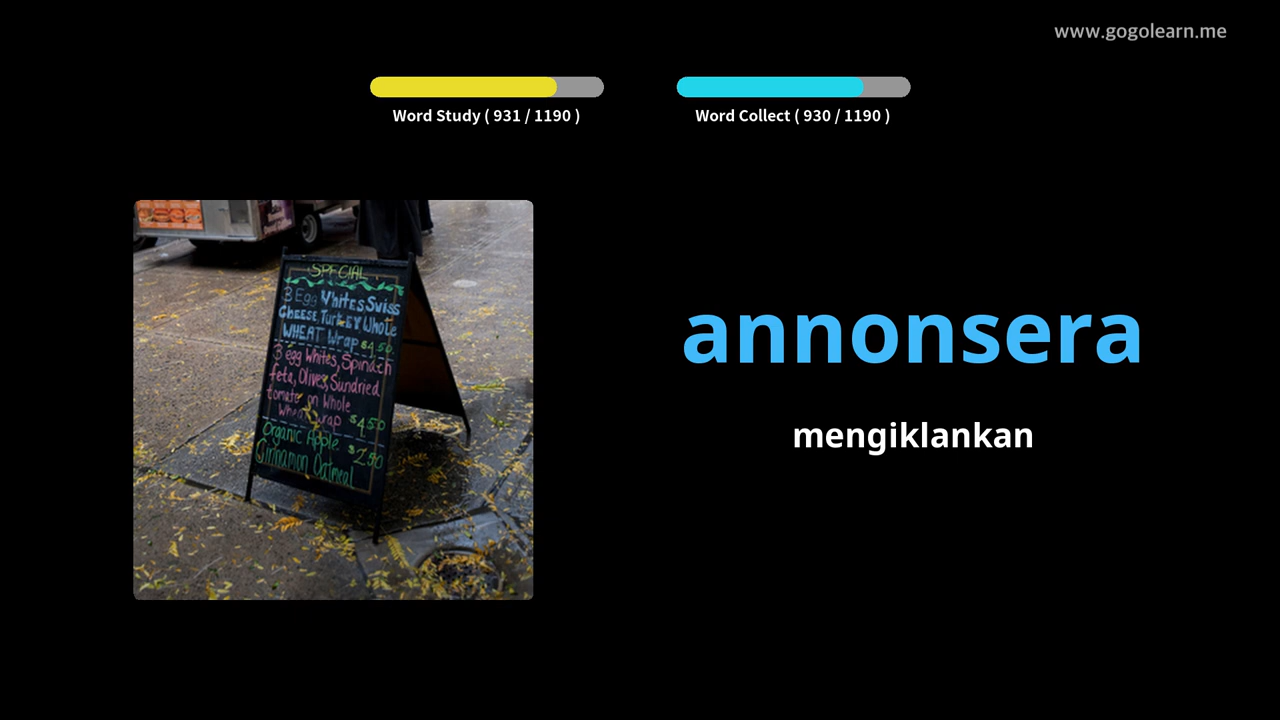 www.gogolearn.me
Word Study ( 931 / 1190 )
Word Collect ( 930 / 1190 )
SPECIAL
3 Egg Whites Swiss
Cheese, Turkey Whole
WHEAT Wrap $4.50
3 egg Whites, Spinach
feta, Olives, Sundried
tomato on Whole
Wheat wrap $4.50
Organic Apple
Cinnamon Oatmeal $2.50
annonsera
mengiklankan